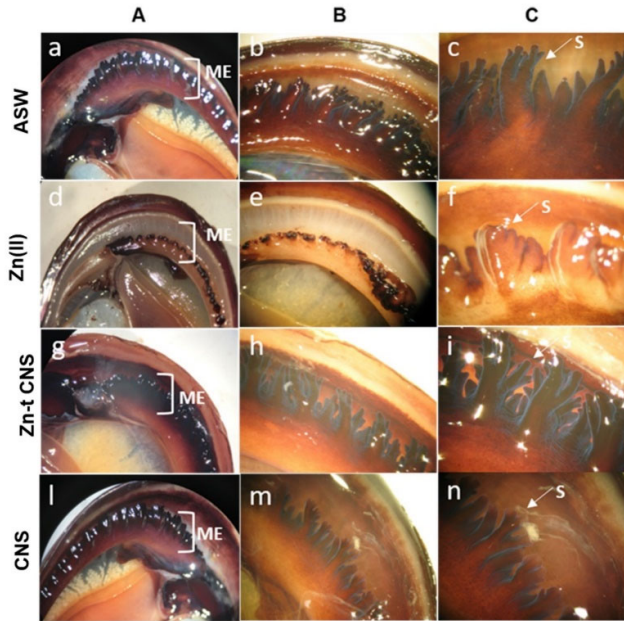 A B C
ASW
a ME b c s
Zn(II)
d ME e f s
Zn-t CNS
g ME h i s
CNS
l ME m n s